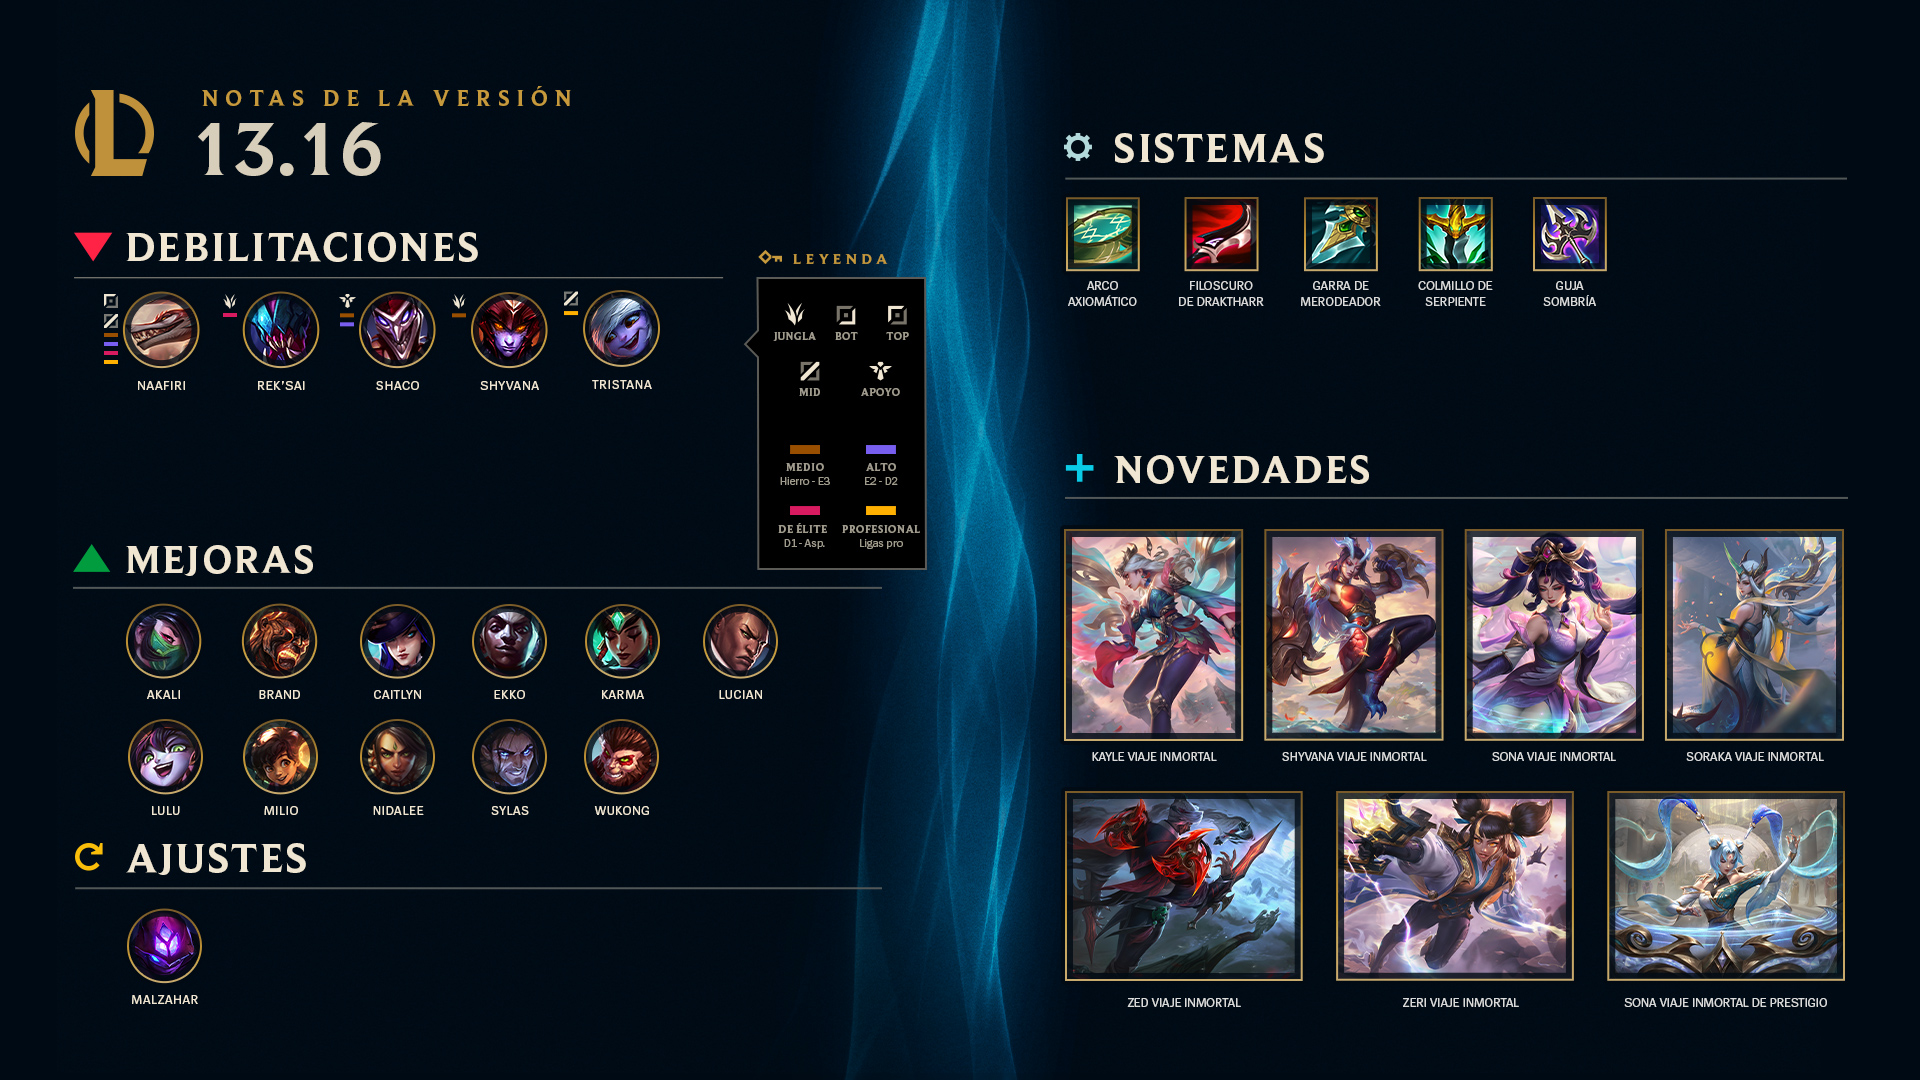 NOTAS DE LA VERSIÓN
13.16
DEBILITACIONES
NAAFIRI
REK'SAI
SHACO
SHYVANA
TRISTANA
LEYENDA
JUNGLA
BOT
TOP
MID
APOYO
MEDIO
Hierro - E3
ALTO
E2 - D2
DE ÉLITE
D1 - Asp.
PROFESIONAL
Ligas pro
MEJORAS
AKALI
BRAND
CAITLYN
EKKO
KARMA
LUCIAN
LULU
MILIO
NIDALEE
SYLAS
WUKONG
AJUSTES
MALZAHAR
SISTEMAS
ARCO
AXIOMÁTICO
FILOSCURO
DE DRAKTHARR
GARRA DE
MERODEADOR
COLMILLO DE
SERPIENTE
GUJA
SOMBRÍA
NOVEDADES
KAYLE VIAJE INMORTAL
SHYVANA VIAJE INMORTAL
SONA VIAJE INMORTAL
SORAKA VIAJE INMORTAL
ZED VIAJE INMORTAL
ZERI VIAJE INMORTAL
SONA VIAJE INMORTAL DE PRESTIGIO